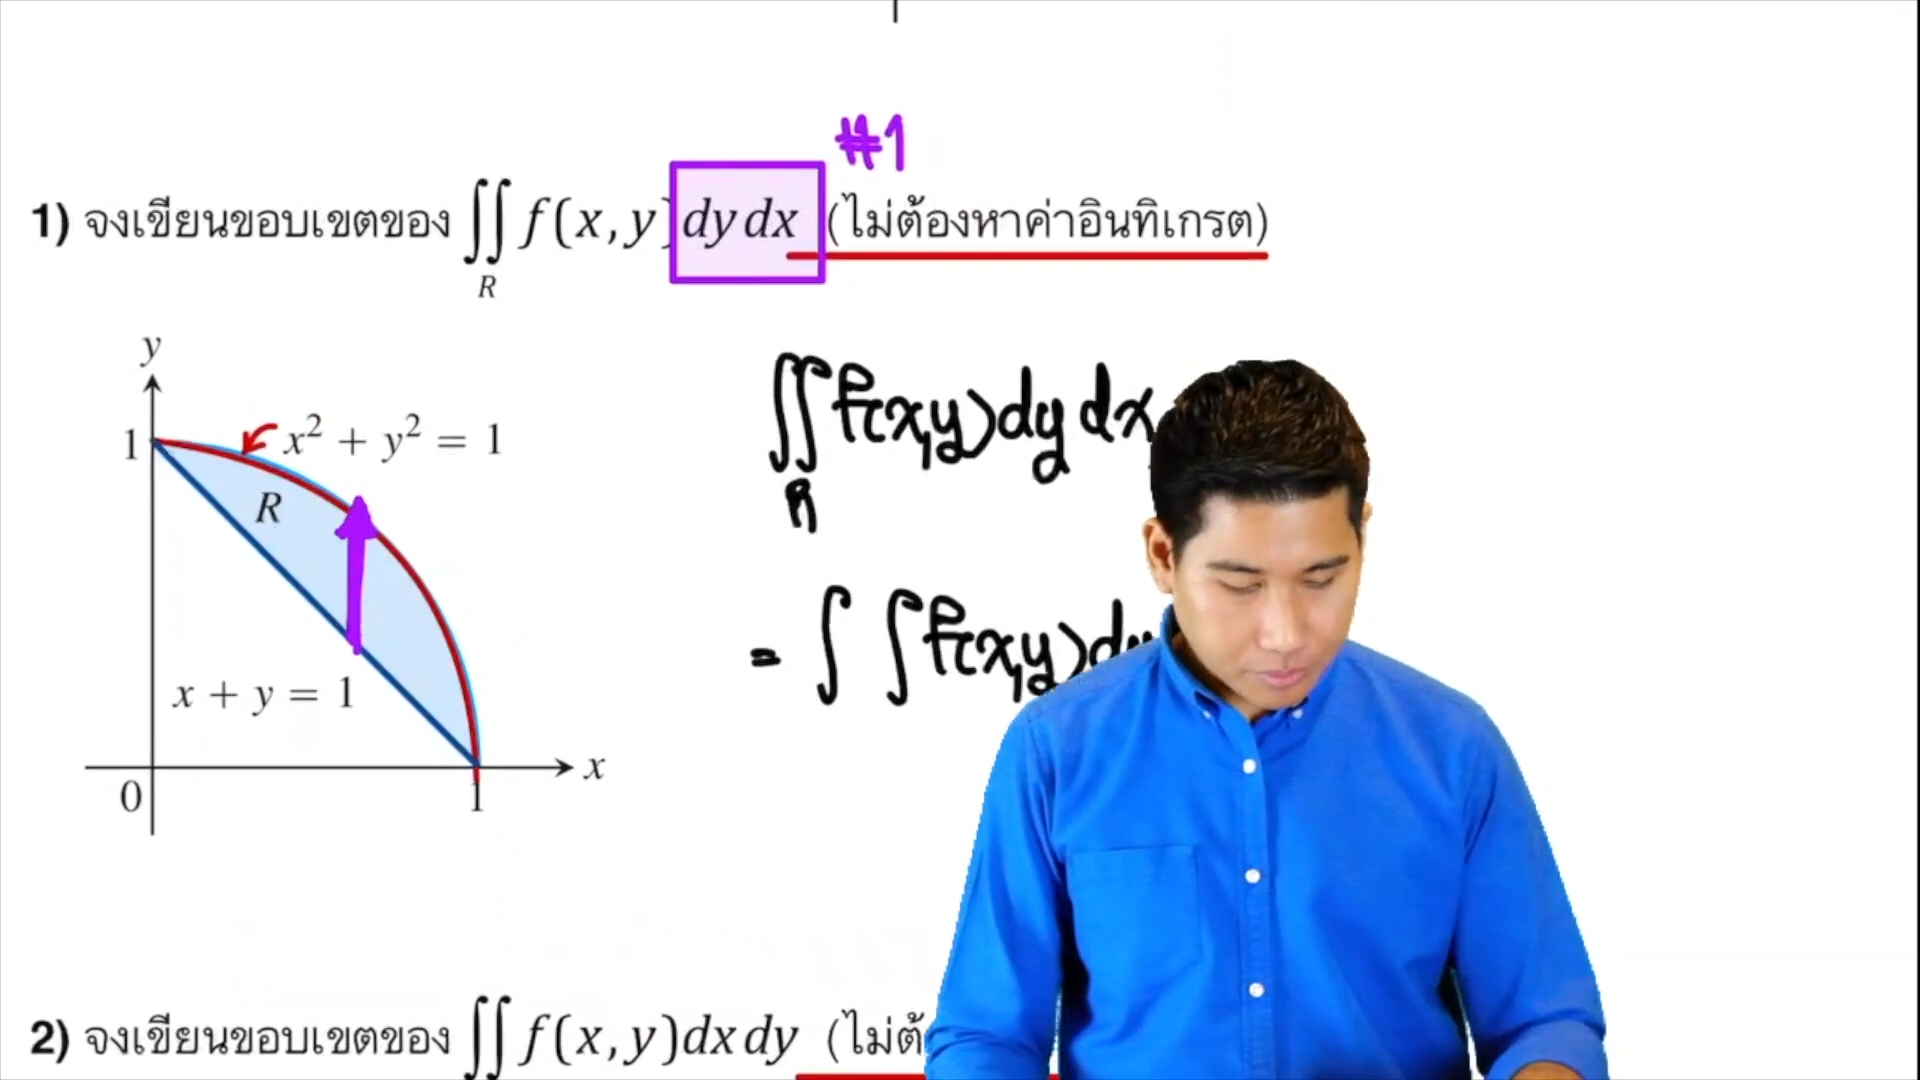 #1
1) จงเขียนขอบเขตของ ∬ f(x, y dy dx (ไม่ต้องหาค่าอินทิเกรต)
R
y
1
x² + y² = 1
R
x + y = 1
x
0
1
∬ f(x,y) dy dx
R
= ∫ ∫ f(x,y) dy
2) จงเขียนขอบเขตของ ∬ f(x, y) dx dy (ไม่ต้